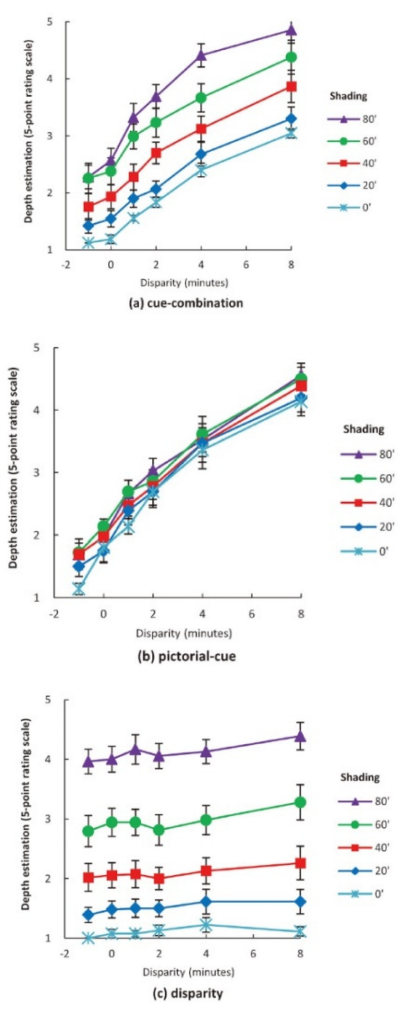 Depth estimation (5-point rating scale)
5
4
3
2
1
-2 0 2 4 6 8
Disparity (minutes)
Shading
80'
60'
40'
20'
0'
(a) cue-combination
Depth estimation (5-point rating scale)
5
4
3
2
1
-2 0 2 4 6 8
Disparity (minutes)
Shading
80'
60'
40'
20'
0'
(b) pictorial-cue
Depth estimation (5-point rating scale)
5
4
3
2
1
-2 0 2 4 6 8
Disparity (minutes)
Shading
80'
60'
40'
20'
0'
(c) disparity